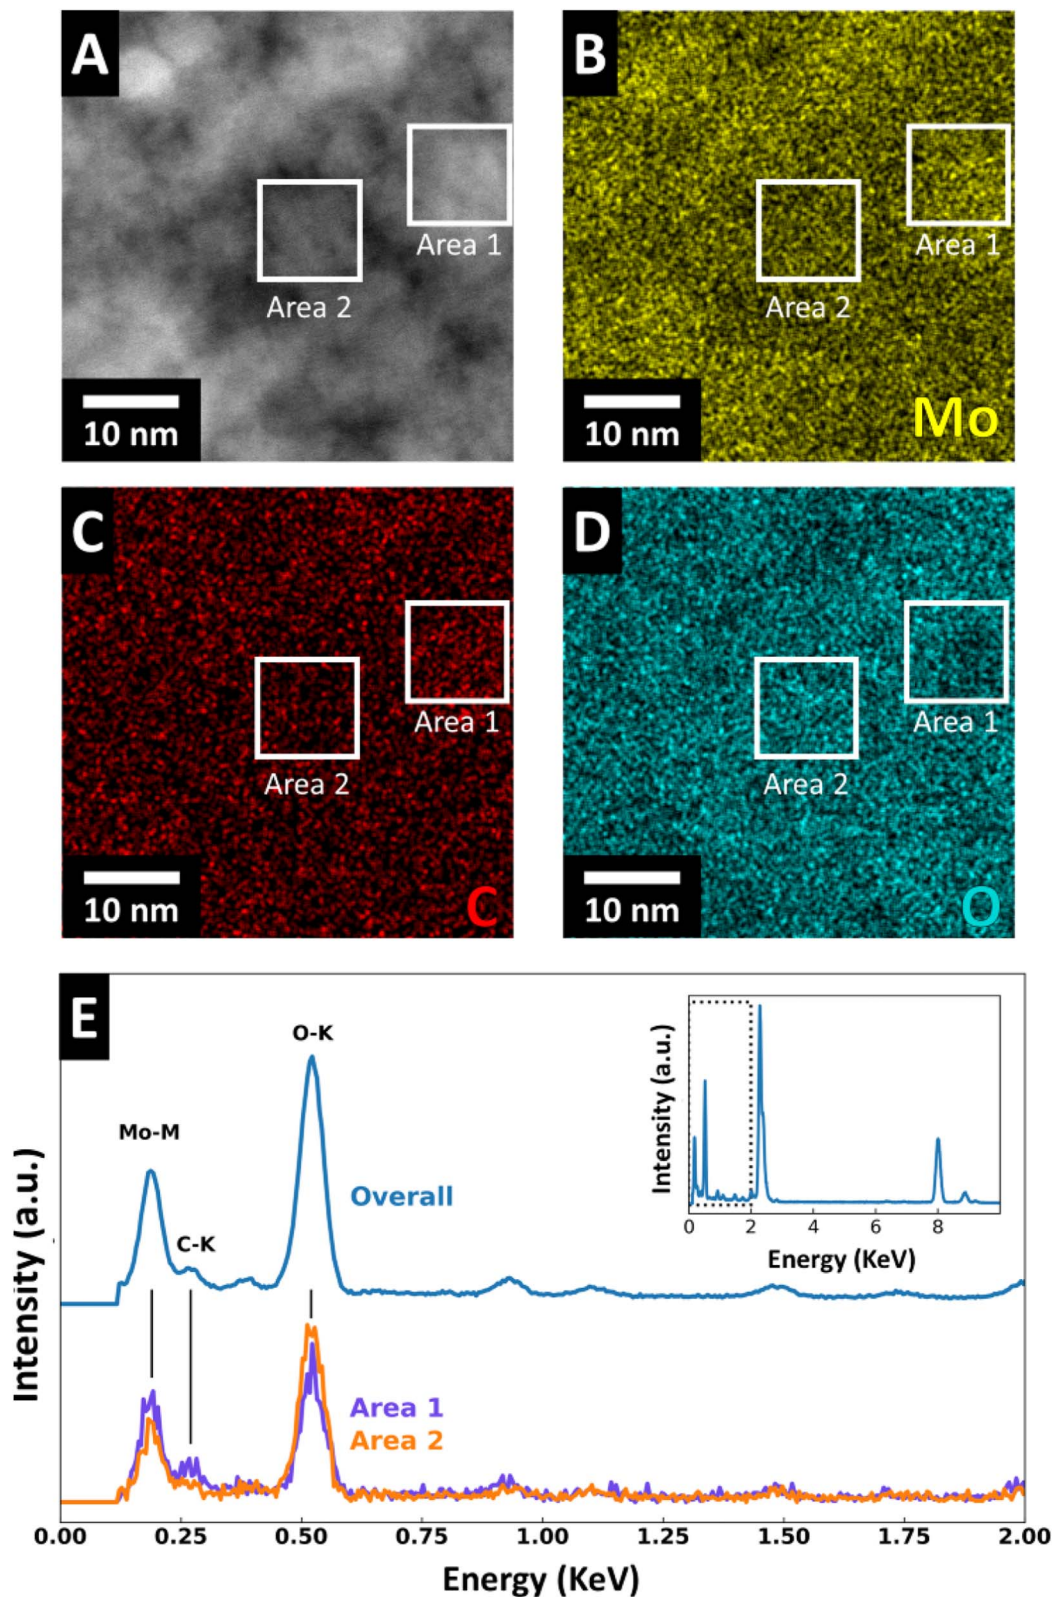 A
Area 1
Area 2
10 nm
B
Area 1
Area 2
10 nm
Mo
C
Area 1
Area 2
10 nm
C
D
Area 1
Area 2
10 nm
O
E
Intensity (a.u.)
Mo-M
C-K
O-K
Overall
Area 1
Area 2
0.00 0.25 0.50 0.75 1.00 1.25 1.50 1.75 2.00
Energy (KeV)
Intensity (a.u.)
0 2 4 6 8
Energy (KeV)